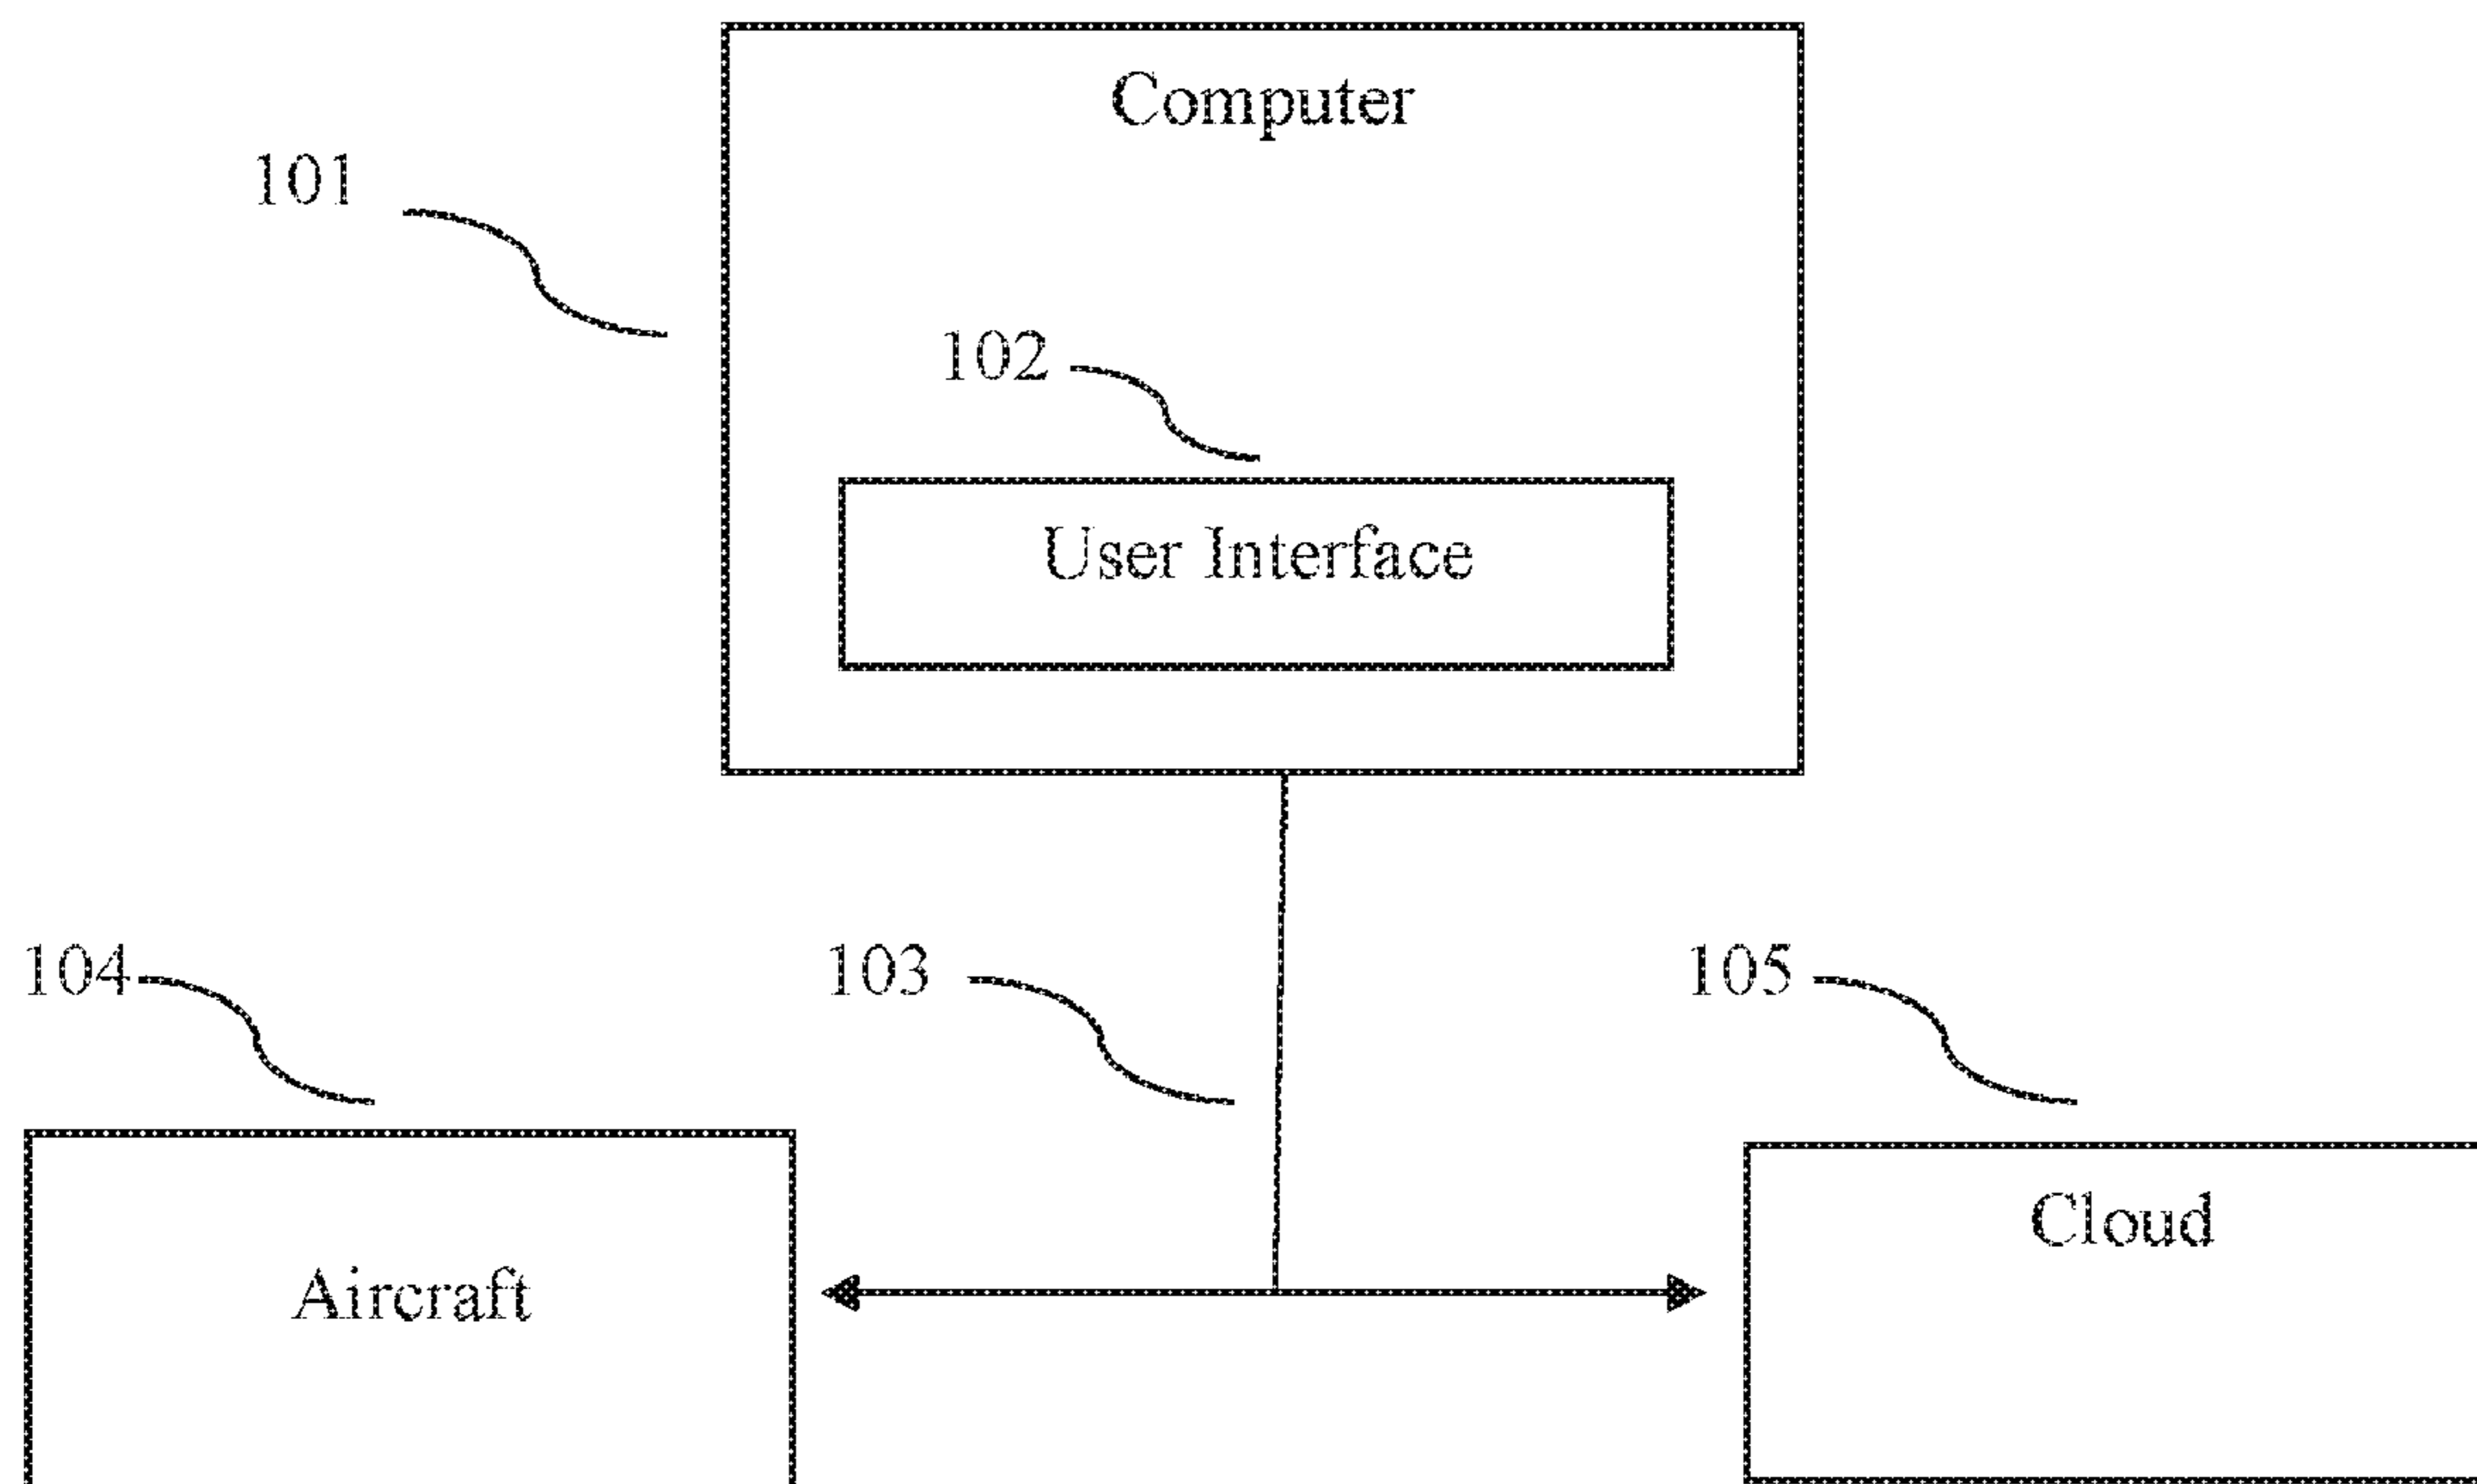 Computer
101
102
User Interface
104
103
105
Cloud
Aircraft